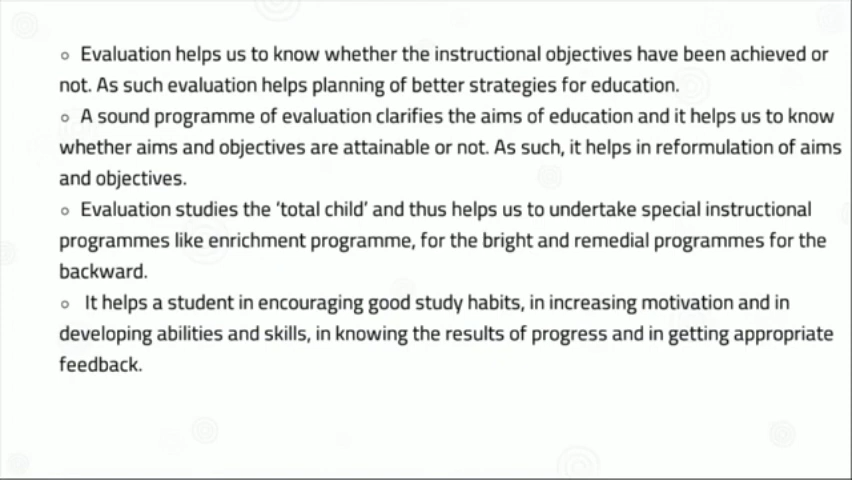 ○ Evaluation helps us to know whether the instructional objectives have been achieved or
not. As such evaluation helps planning of better strategies for education.
○ A sound programme of evaluation clarifies the aims of education and it helps us to know
whether aims and objectives are attainable or not. As such, it helps in reformulation of aims
and objectives.
○ Evaluation studies the ‘total child’ and thus helps us to undertake special instructional
programmes like enrichment programme, for the bright and remedial programmes for the
backward.
○ It helps a student in encouraging good study habits, in increasing motivation and in
developing abilities and skills, in knowing the results of progress and in getting appropriate
feedback.